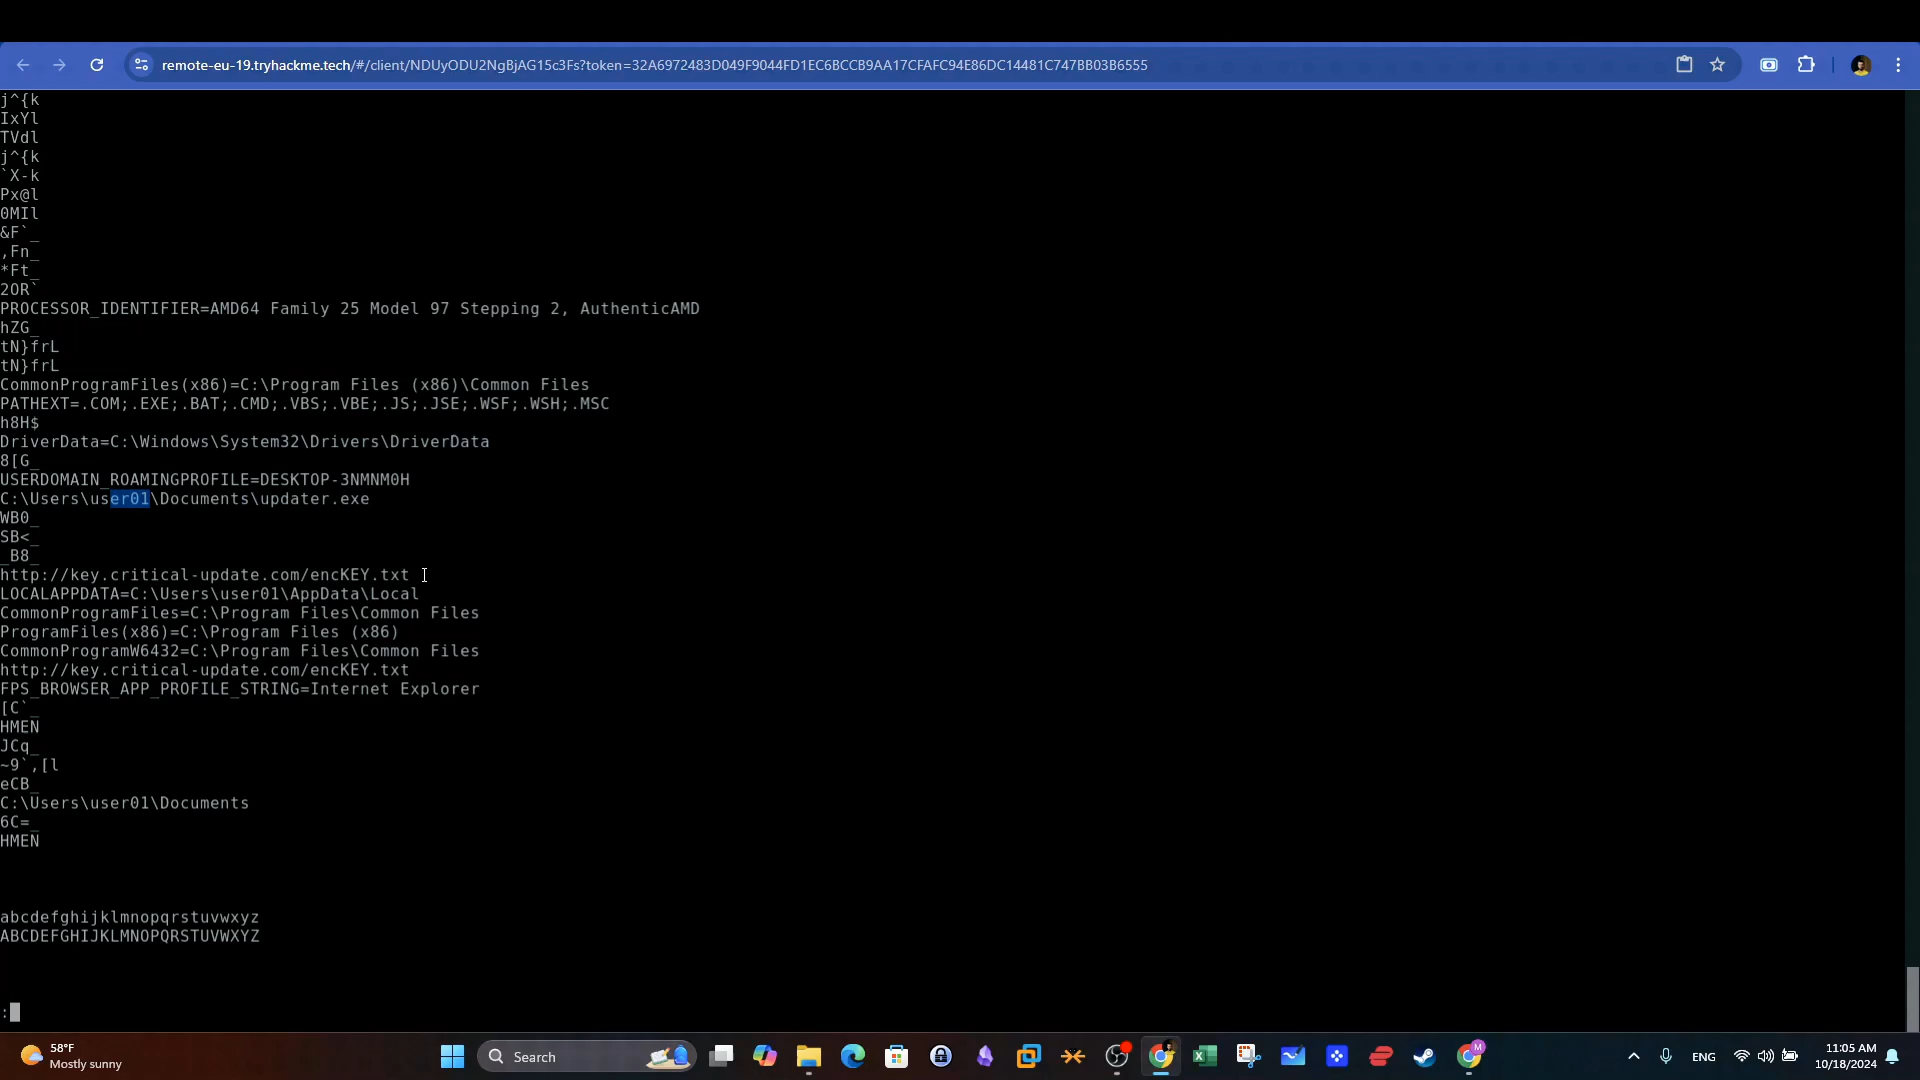 remote-eu-19.tryhackme.tech/#/client/NDUyODU2NgBjAG15c3Fs?token=32A6972483D049F9044FD1EC6BCCB9AA17CFAFC94E86DC14481C747BB03B6555
j^{k
IxYl
TVdl
j^{k
`X-k
Px@l
0MIl
&F`_
,Fn_
*Ft_
2OR`
PROCESSOR_IDENTIFIER=AMD64 Family 25 Model 97 Stepping 2, AuthenticAMD
hZG_
tN}frL
tN}frL
CommonProgramFiles(x86)=C:\Program Files (x86)\Common Files
PATHEXT=.COM;.EXE;.BAT;.CMD;.VBS;.VBE;.JS;.JSE;.WSF;.WSH;.MSC
h8H$
DriverData=C:\Windows\System32\Drivers\DriverData
8[G_
USERDOMAIN_ROAMINGPROFILE=DESKTOP-3NMNM0H
C:\Users\user01\Documents\updater.exe
WB0_
SB<_
_B8_
http://key.critical-update.com/encKEY.txt
LOCALAPPDATA=C:\Users\user01\AppData\Local
CommonProgramFiles=C:\Program Files\Common Files
ProgramFiles(x86)=C:\Program Files (x86)
CommonProgramW6432=C:\Program Files\Common Files
http://key.critical-update.com/encKEY.txt
FPS_BROWSER_APP_PROFILE_STRING=Internet Explorer
[C`_
HMEN
JCq_
~9`,[l
eCB_
C:\Users\user01\Documents
6C=_
HMEN
abcdefghijklmnopqrstuvwxyz
ABCDEFGHIJKLMNOPQRSTUVWXYZ
:
58°F
Mostly sunny
Search
ENG
11:05 AM
10/18/2024